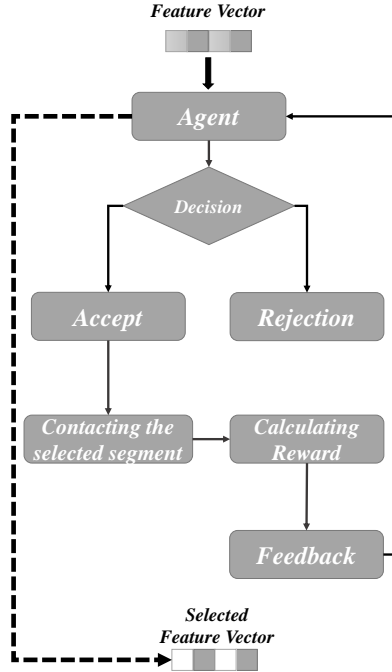 Feature Vector
Agent
Decision
Accept
Rejection
Contacting the
selected segment
Calculating
Reward
Feedback
Selected
Feature Vector